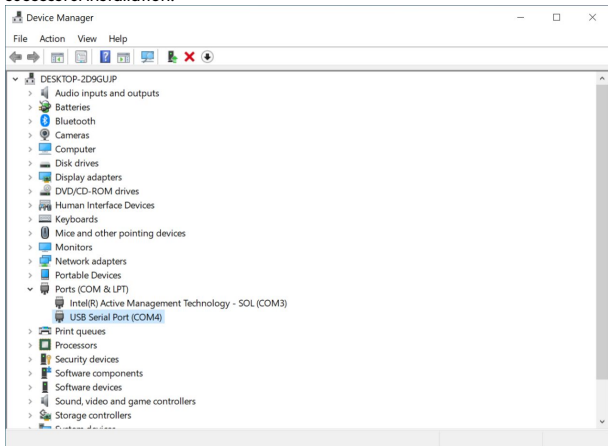 Device Manager
File Action View Help
DESKTOP-2D9GUJP
Audio inputs and outputs
Batteries
Bluetooth
Cameras
Computer
Disk drives
Display adapters
DVD/CD-ROM drives
Human Interface Devices
Keyboards
Mice and other pointing devices
Monitors
Network adapters
Portable Devices
Ports (COM & LPT)
Intel(R) Active Management Technology - SOL (COM3)
USB Serial Port (COM4)
Print queues
Processors
Security devices
Software components
Software devices
Sound, video and game controllers
Storage controllers
System devices